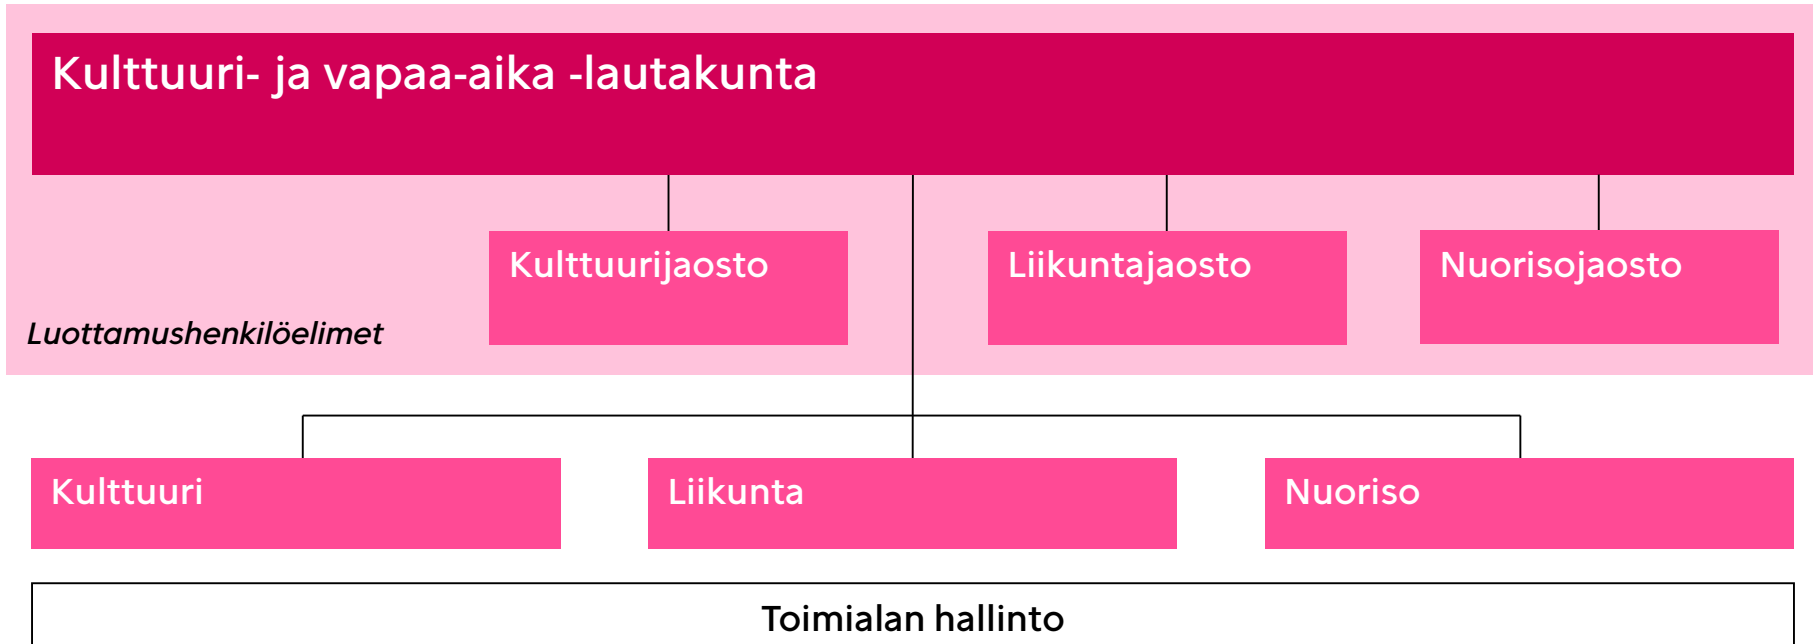 Kulttuuri- ja vapaa-aika -lautakunta
Kulttuurijaosto
Liikuntajaosto
Nuorisojaosto
Luottamushenkilöelimet
Kulttuuri
Liikunta
Nuoriso
Toimialan hallinto